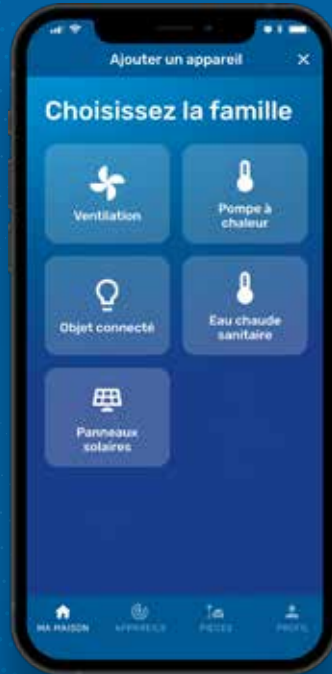 Ajouter un appareil
Choisissez la famille
Ventilation
Pompe à
chaleur
Objet connecté
Eau chaude
sanitaire
Panneaux
solaires
MA MAISON
APPAREILS
PIÈCES
PROFIL